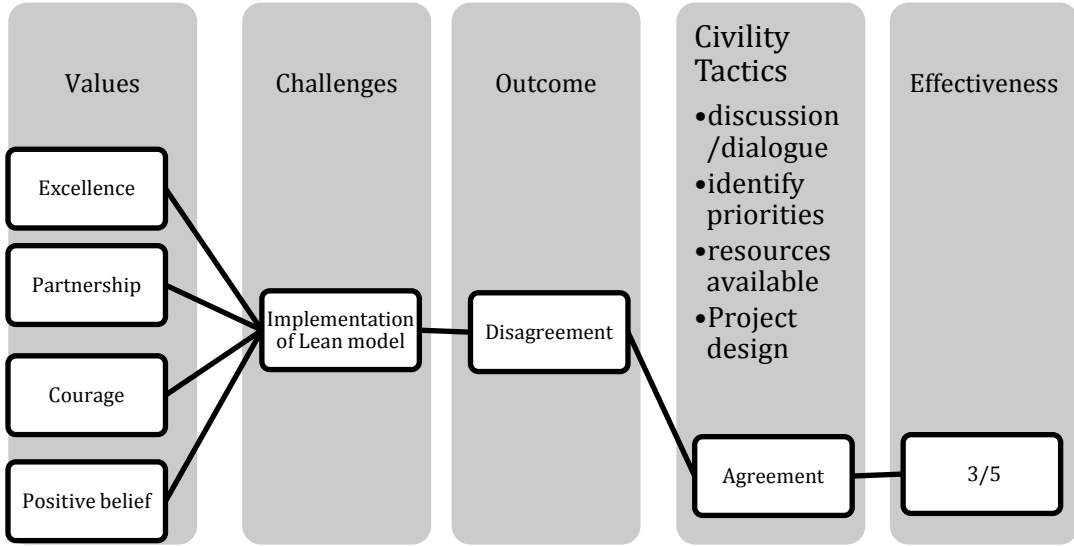 Values
Excellence
Partnership
Courage
Positive belief
Challenges
Implementation
of Lean model
Outcome
Disagreement
Civility
Tactics
•discussion
/dialogue
•identify
priorities
•resources
available
•Project
design
Agreement
Effectiveness
3/5